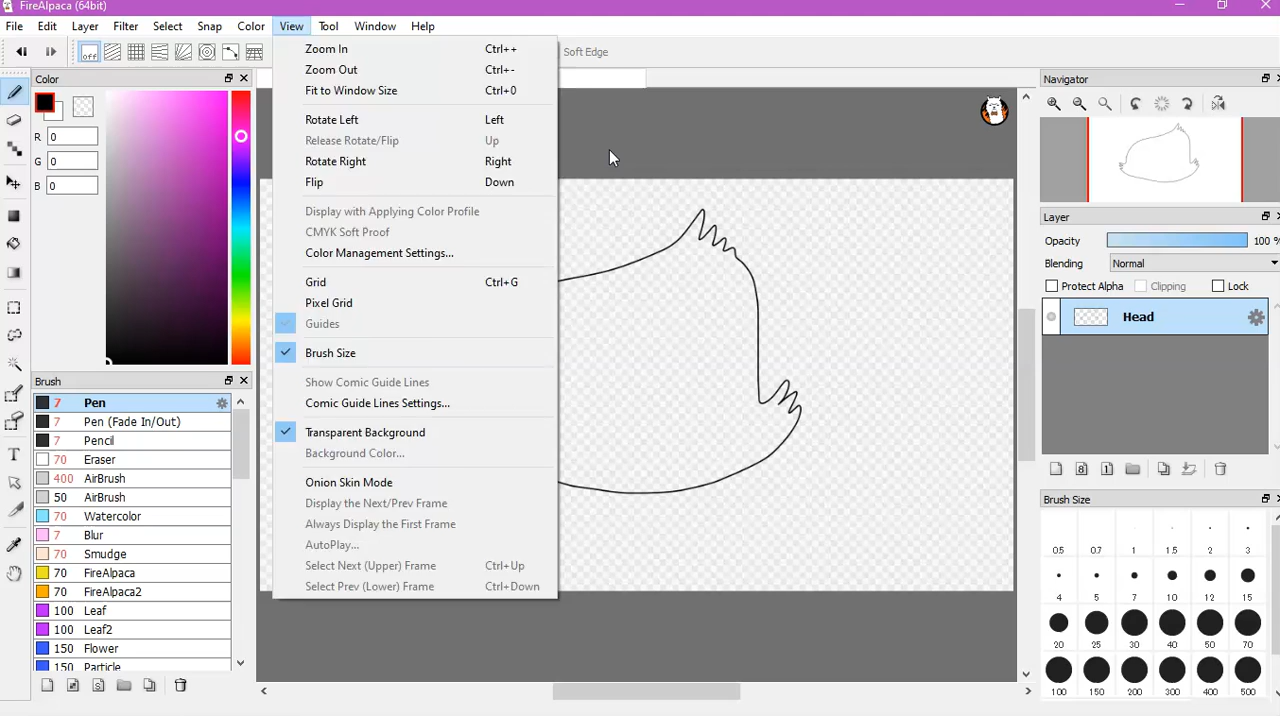 FireAlpaca (64bit)
File Edit Layer Filter Select Snap Color View Tool Window Help
off
Soft Edge
Color
R 0
G 0
B 0
Brush
7 Pen
7 Pen (Fade In/Out)
7 Pencil
70 Eraser
400 AirBrush
50 AirBrush
70 Watercolor
7 Blur
70 Smudge
70 FireAlpaca
70 FireAlpaca2
100 Leaf
100 Leaf2
150 Flower
150 Particle
Zoom In Ctrl++
Zoom Out Ctrl+-
Fit to Window Size Ctrl+0
Rotate Left Left
Release Rotate/Flip Up
Rotate Right Right
Flip Down
Display with Applying Color Profile
CMYK Soft Proof
Color Management Settings...
Grid Ctrl+G
Pixel Grid
Guides
Brush Size
Show Comic Guide Lines
Comic Guide Lines Settings...
Transparent Background
Background Color...
Onion Skin Mode
Display the Next/Prev Frame
Always Display the First Frame
AutoPlay...
Select Next (Upper) Frame Ctrl+Up
Select Prev (Lower) Frame Ctrl+Down
Navigator
Layer
Opacity 100 %
Blending Normal
Protect Alpha Clipping Lock
Head
Brush Size
0.5 0.7 1 1.5 2 3
4 5 7 10 12 15
20 25 30 40 50 70
100 150 200 300 400 500